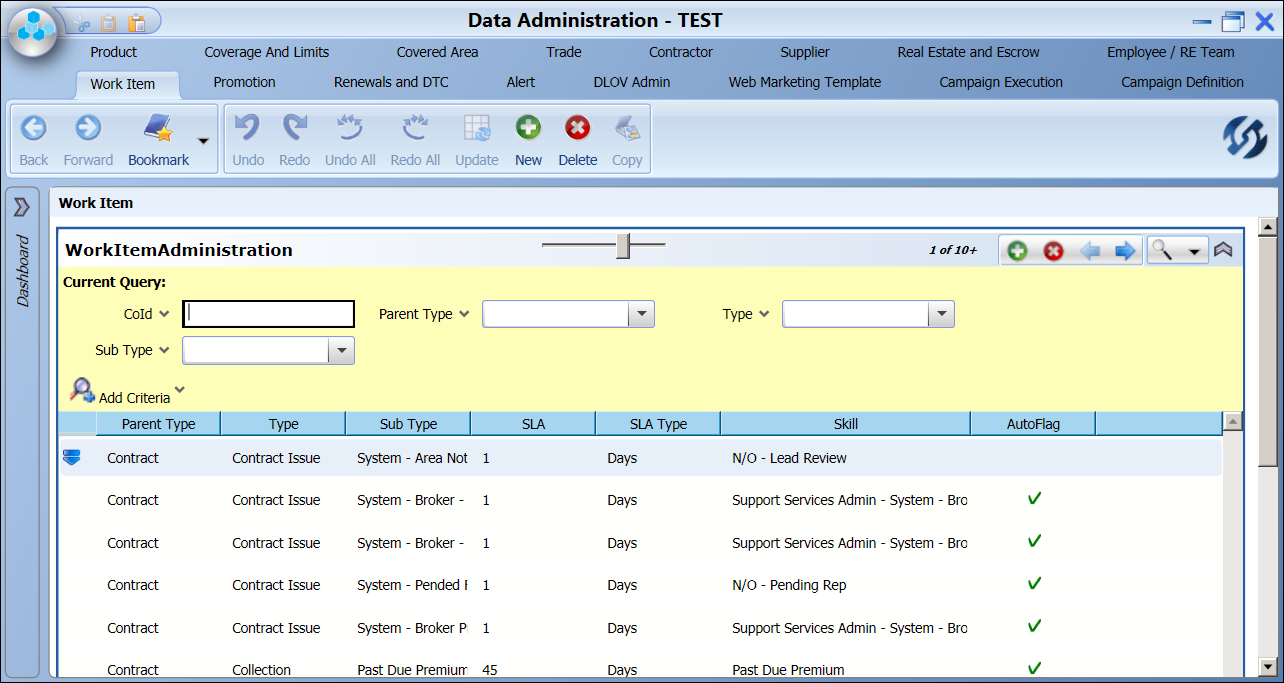 Data Administration - TEST
Product Coverage And Limits Covered Area Trade Contractor Supplier Real Estate and Escrow Employee / RE Team
Work Item Promotion Renewals and DTC Alert DLOV Admin Web Marketing Template Campaign Execution Campaign Definition
Back Forward Bookmark Undo Redo Undo All Redo All Update New Delete Copy
Dashboard
Work Item
WorkItemAdministration 1 of 10+
Current Query:
CoId Parent Type Type
Sub Type
Add Criteria
Parent Type Type Sub Type SLA SLA Type Skill AutoFlag
Contract Contract Issue System - Area Not 1 Days N/O - Lead Review
Contract Contract Issue System - Broker - 1 Days Support Services Admin - System - Bro
Contract Contract Issue System - Broker - 1 Days Support Services Admin - System - Bro
Contract Contract Issue System - Pended 1 Days N/O - Pending Rep
Contract Contract Issue System - Broker P 1 Days Support Services Admin - System - Bro
Contract Collection Past Due Premium 45 Days Past Due Premium